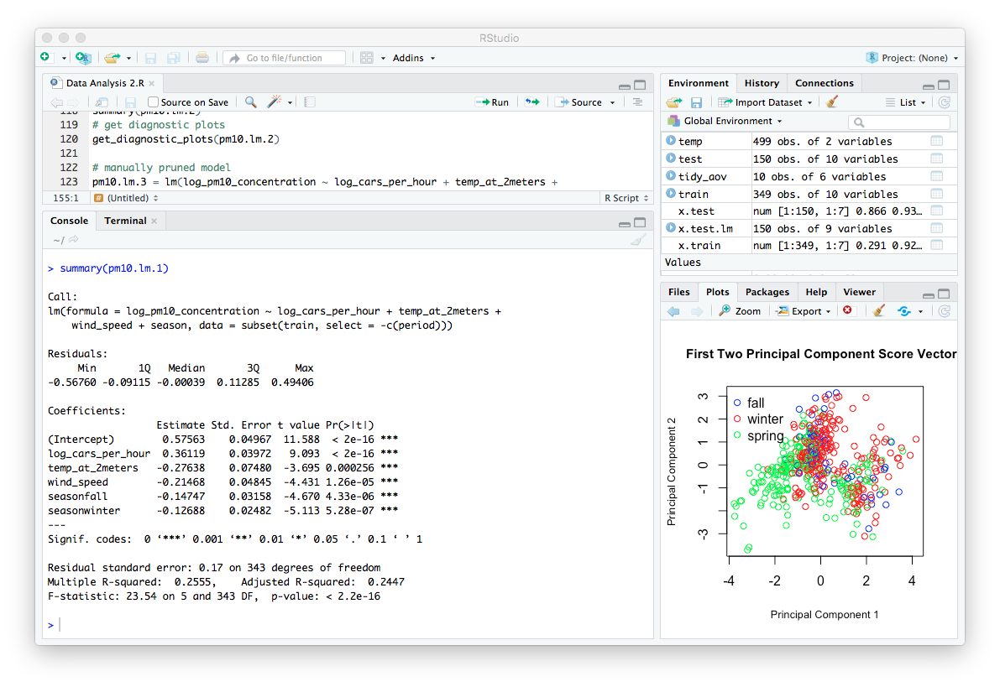 RStudio
Go to file/function Addins Project: (None)
Data Analysis 2.R
Source on Save Run Source
118 summary(pm10.lm.2)
119 # get diagnostic plots
120 get_diagnostic_plots(pm10.lm.2)
121
122 # manually pruned model
123 pm10.lm.3 = lm(log_pm10_concentration ~ log_cars_per_hour + temp_at_2meters +
155:1 # (Untitled) R Script
Console Terminal
~/
> summary(pm10.lm.1)
Call:
lm(formula = log_pm10_concentration ~ log_cars_per_hour + temp_at_2meters +
wind_speed + season, data = subset(train, select = -c(period)))
Residuals:
Min 1Q Median 3Q Max
-0.56760 -0.09115 -0.00039 0.11285 0.49406
Coefficients:
Estimate Std. Error t value Pr(>|t|)
(Intercept) 0.57563 0.04967 11.588 < 2e-16 ***
log_cars_per_hour 0.36119 0.03972 9.093 < 2e-16 ***
temp_at_2meters -0.27638 0.07480 -3.695 0.000256 ***
wind_speed -0.21468 0.04845 -4.431 1.26e-05 ***
seasonfall -0.14747 0.03158 -4.670 4.33e-06 ***
seasonwinter -0.12688 0.02482 -5.113 5.28e-07 ***
---
Signif. codes: 0 ‘***’ 0.001 ‘**’ 0.01 ‘*’ 0.05 ‘.’ 0.1 ‘ ’ 1
Residual standard error: 0.17 on 343 degrees of freedom
Multiple R-squared: 0.2555, Adjusted R-squared: 0.2447
F-statistic: 23.54 on 5 and 343 DF, p-value: < 2.2e-16
>
Environment History Connections
Import Dataset List
Global Environment
temp 499 obs. of 2 variables
test 150 obs. of 10 variables
tidy_aov 10 obs. of 6 variables
train 349 obs. of 10 variables
x.test num [1:150, 1:7] 0.866 0.93…
x.test.lm 150 obs. of 9 variables
x.train num [1:349, 1:7] 0.291 0.92…
Values
Files Plots Packages Help Viewer
Zoom Export
First Two Principal Component Score Vector
fall
winter
spring
Principal Component 2
3
2
1
0
-1
-3
-4 -2 0 2 4
Principal Component 1